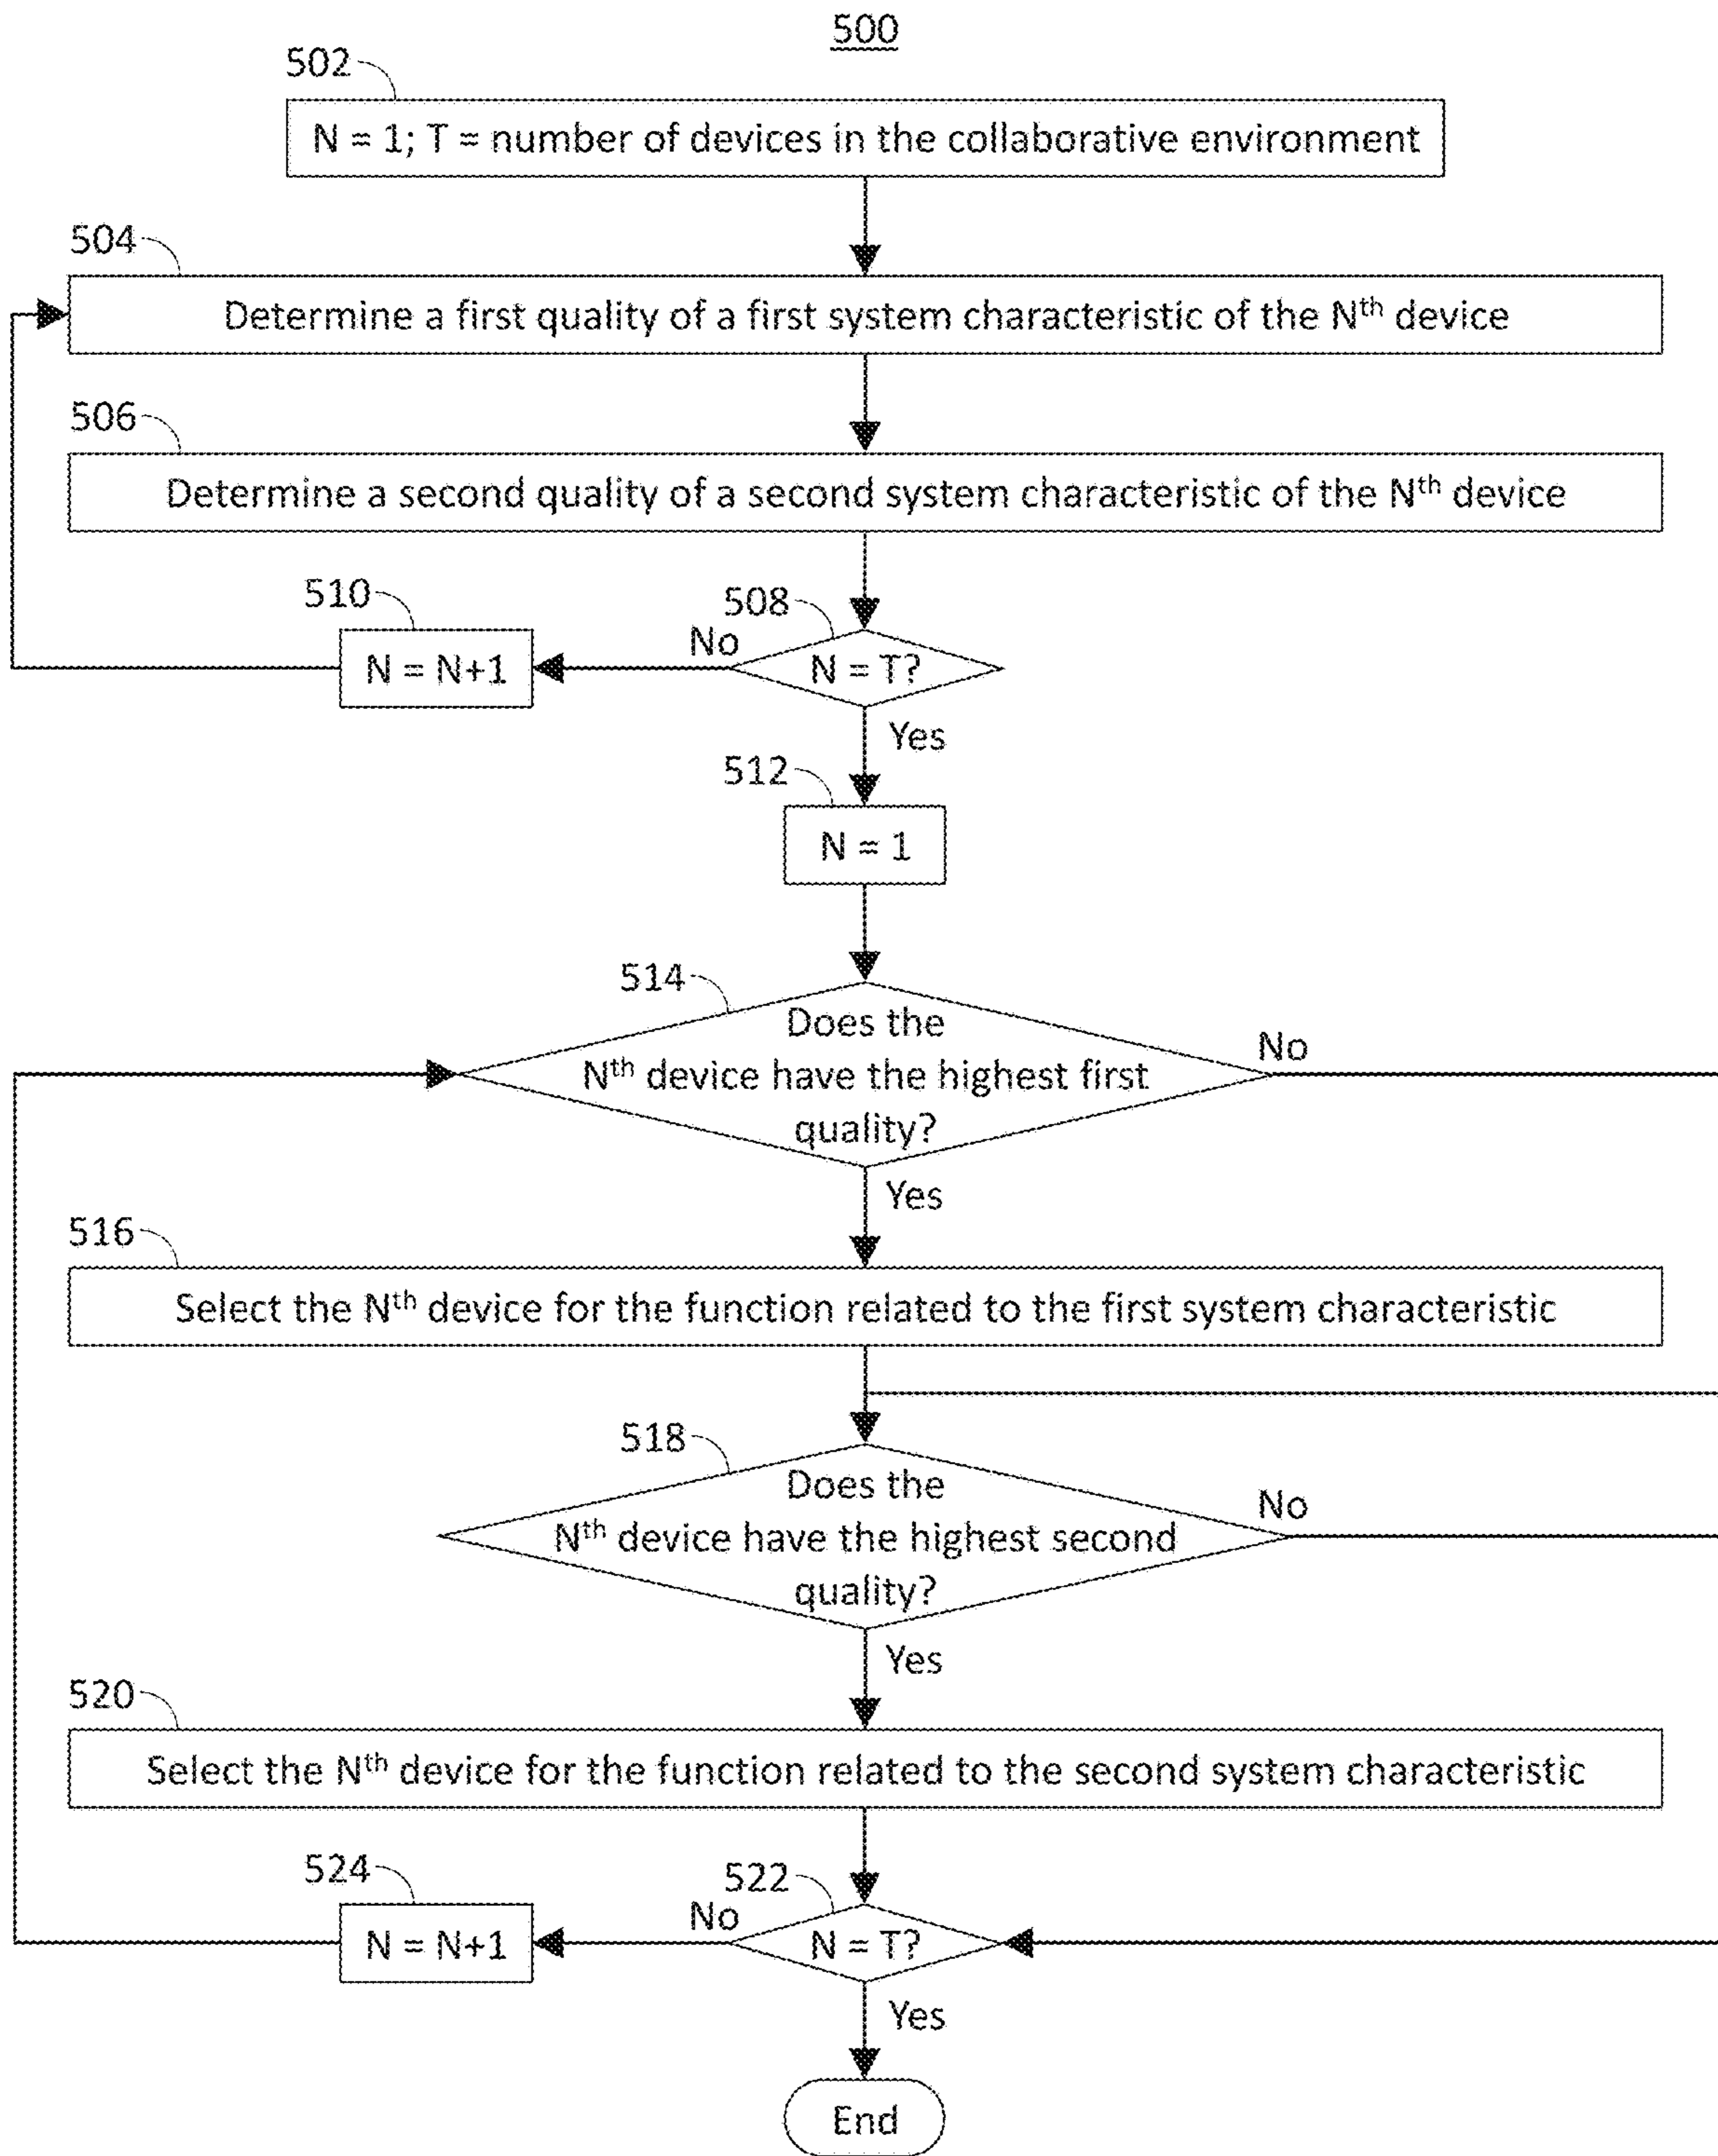 500
502
N = 1; T = number of devices in the collaborative environment
504
Determine a first quality of a first system characteristic of the Nth device
506
Determine a second quality of a second system characteristic of the Nth device
510
508
No
N = N+1
N = T?
Yes
512
N = 1
514
Does the
No
Nth device have the highest first
quality?
Yes
516
Select the Nth device for the function related to the first system characteristic
518
Does the
No
Nth device have the highest second
quality?
Yes
520
Select the Nth device for the function related to the second system characteristic
524
522
No
N = N+1
N = T?
Yes
End